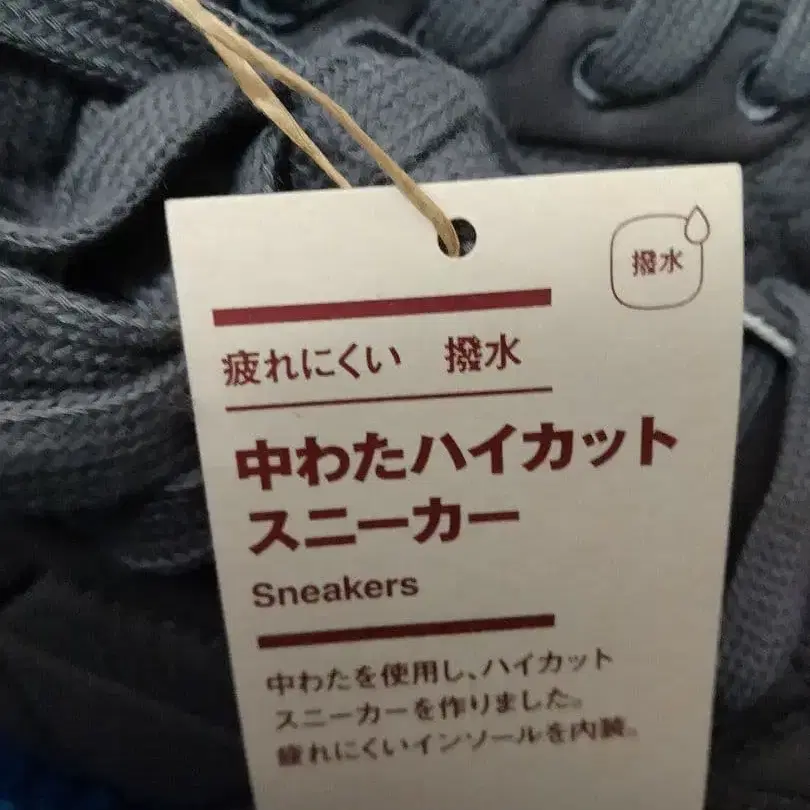 撥水
疲れにくい 撥水
中わたハイカット
スニーカー
Sneakers
中わたを使用し、ハイカット
スニーカーを作りました。
疲れにくいインソールを内装。